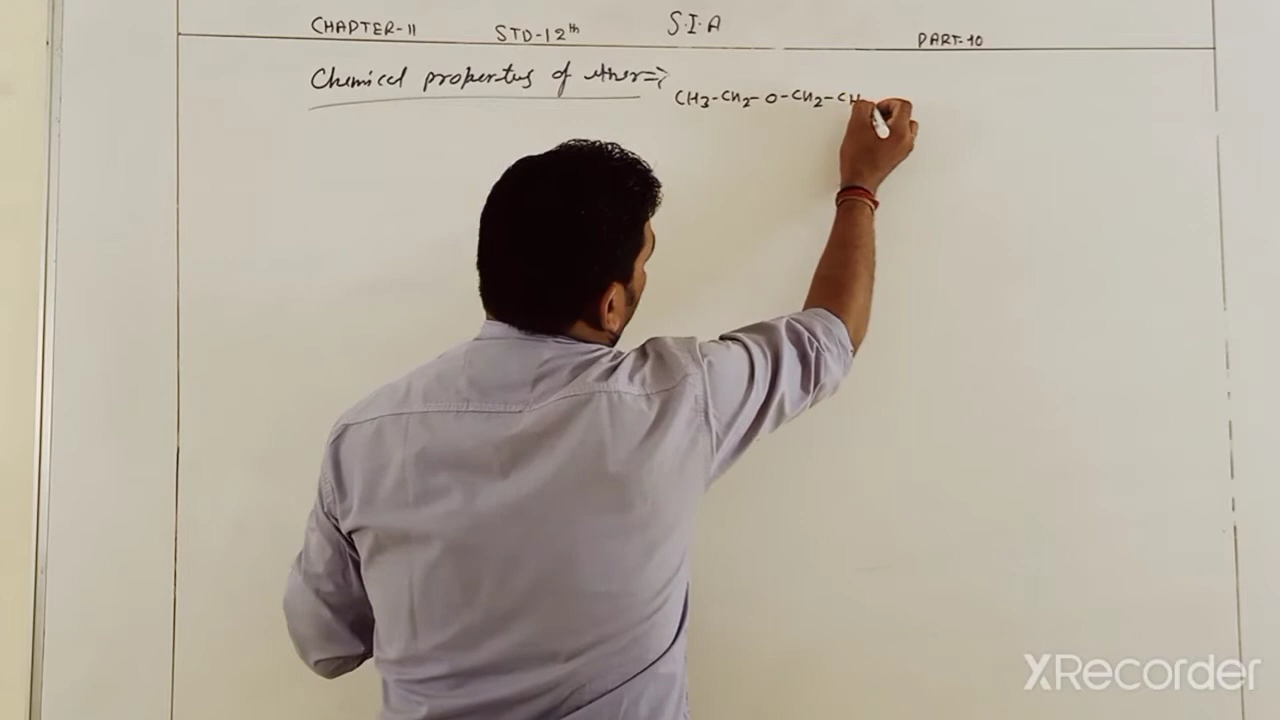 CHAPTER-11 STD-12th S.I.A PART-10
Chemical properties of ether⇒
CH3-CH2-O-CH2-CH
XRecorder